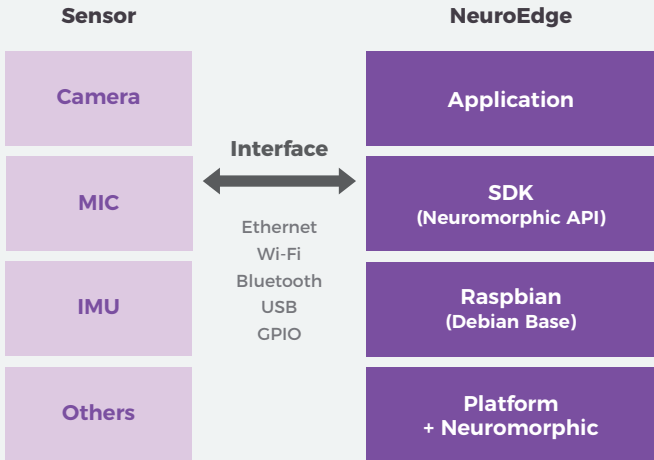 Sensor
NeuroEdge
Camera
MIC
IMU
Others
Interface
Ethernet
Wi-Fi
Bluetooth
USB
GPIO
Application
SDK
(Neuromorphic API)
Raspbian
(Debian Base)
Platform
+ Neuromorphic